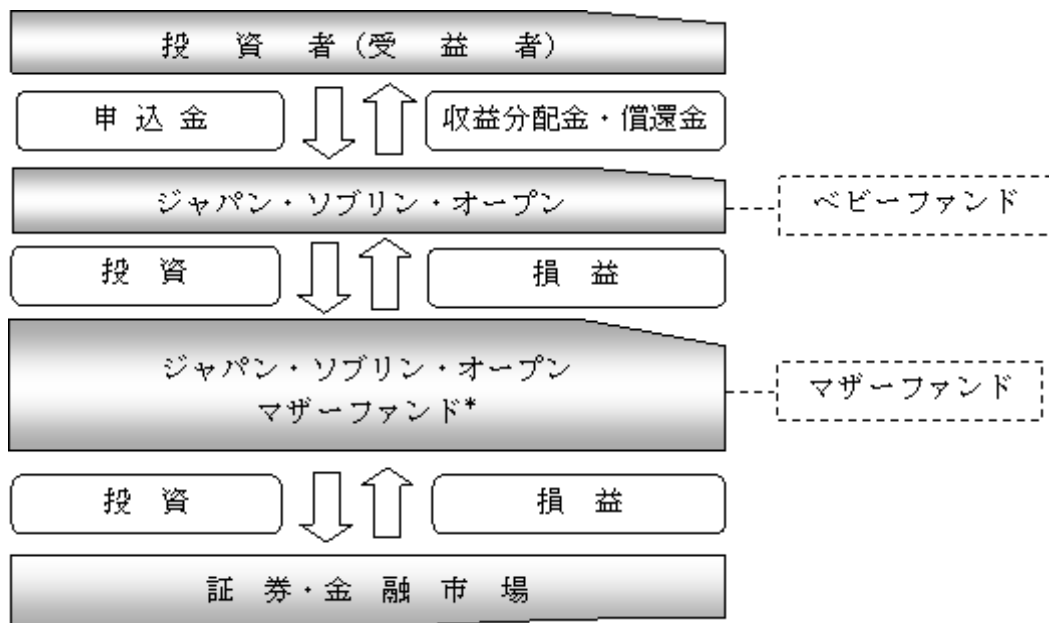 投資者(受益者)
申込金
収益分配金・償還金
ジャパン・ソブリン・オープン
ベビーファンド
投資
損益
ジャパン・ソブリン・オープン
マザーファンド*
マザーファンド
投資
損益
証券・金融市場